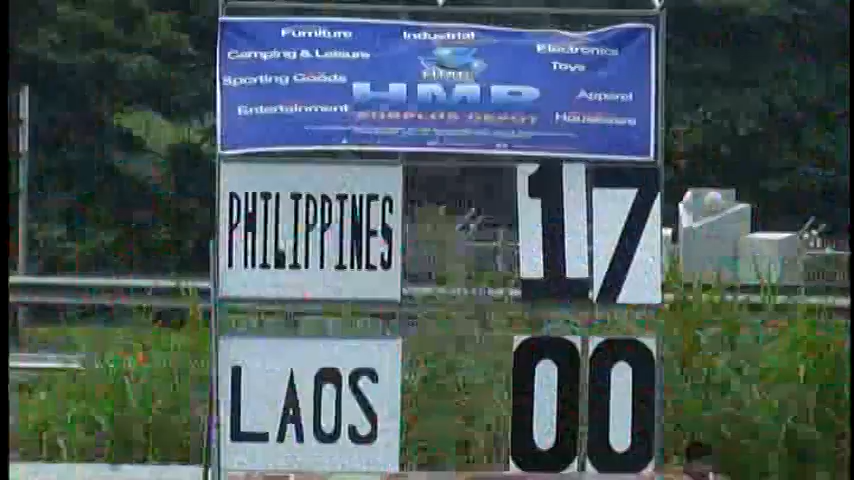 Furniture Industrial Electronics
Camping & Leisure Toys
Sporting Goods HMR Apparel
Entertainment SURPLUS DEPOT Housewares
PHILIPPINES 17
LAOS 00